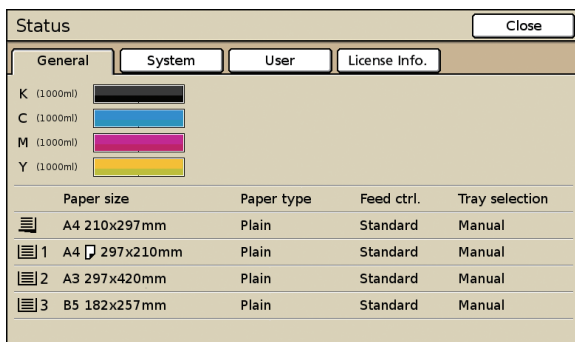 Status Close
General System User License Info.
K (1000ml)
C (1000ml)
M (1000ml)
Y (1000ml)
Paper size Paper type Feed ctrl. Tray selection
A4 210x297mm Plain Standard Manual
1 A4 297x210mm Plain Standard Manual
2 A3 297x420mm Plain Standard Manual
3 B5 182x257mm Plain Standard Manual